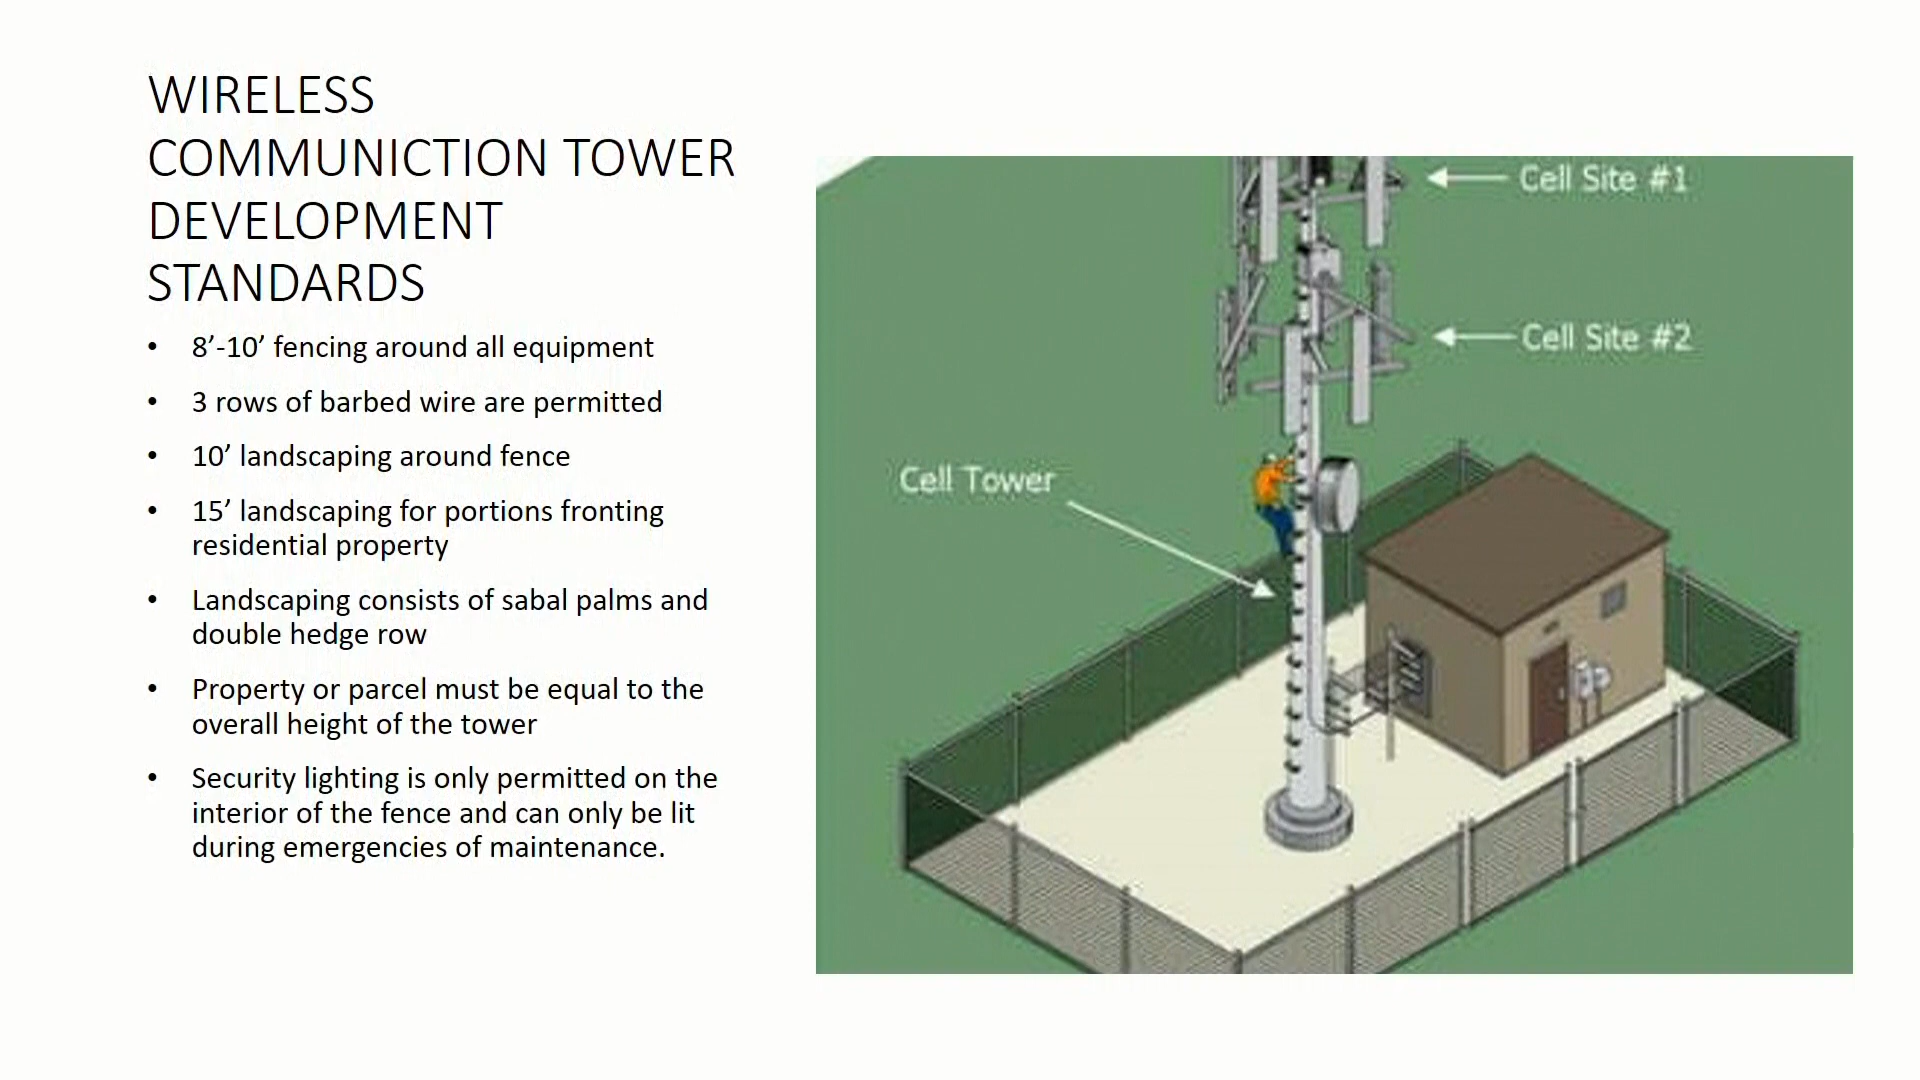 WIRELESS
COMMUNICTION TOWER
DEVELOPMENT
STANDARDS
• 8’-10’ fencing around all equipment
• 3 rows of barbed wire are permitted
• 10’ landscaping around fence
• 15’ landscaping for portions fronting
residential property
• Landscaping consists of sabal palms and
double hedge row
• Property or parcel must be equal to the
overall height of the tower
• Security lighting is only permitted on the
interior of the fence and can only be lit
during emergencies of maintenance.
Cell Site #1
Cell Site #2
Cell Tower